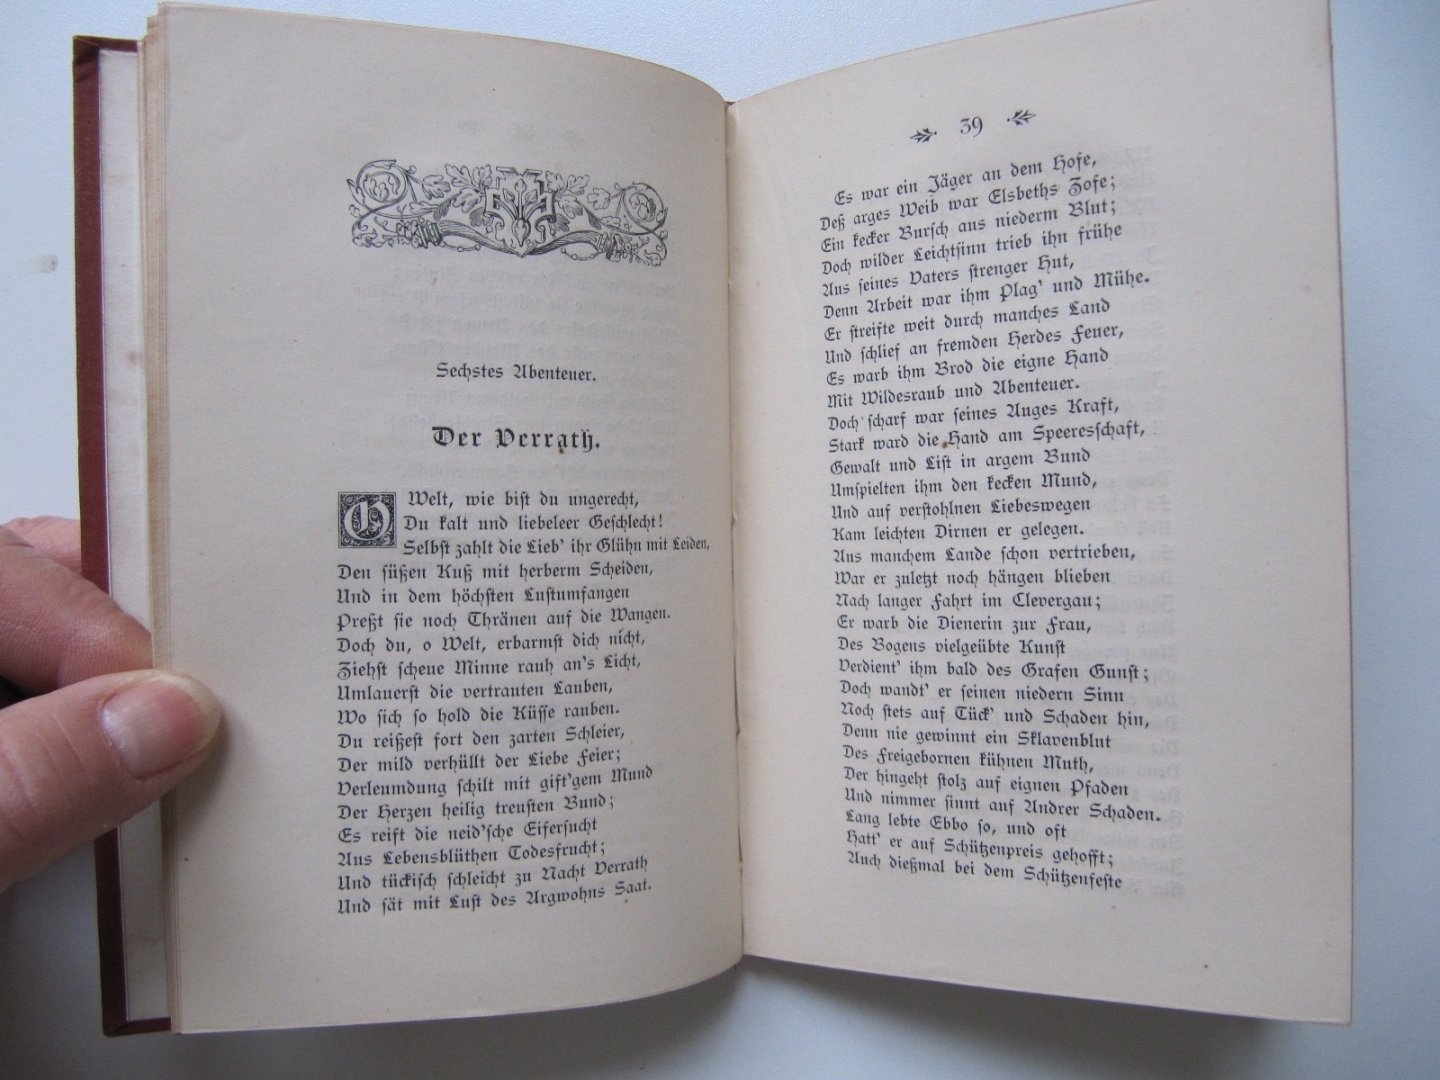 Sechstes Abenteuer.
Der Verrath.
O Welt, wie bist du ungerecht,
Du kalt und liebeleer Geschlecht!
Selbst zahlt die Lieb' ihr Glühn mit Leiden,
Den süßen Kuß mit herberm Scheiden,
Und in dem höchsten Lustumfangen
Preßt sie noch Thränen auf die Wangen.
Doch du, o Welt, erbarmst dich nicht,
Ziehst scheue Minne rauh an's Licht,
Umlauerst die vertrauten Lauben,
Wo sich so hold die Küsse rauben.
Du reißest fort den zarten Schleier,
Der mild verhüllt der Liebe Feier;
Verleumdung schilt mit gift'gem Mund
Der Herzen heilig treusten Bund;
Es reift die neid'sche Eifersucht
Aus Lebensblüthen Todesfrucht;
Und tückisch schleicht zu Nacht Verrath
Und sät mit Lust des Argwohns Saat.
39
Es war ein Jäger an dem Hofe,
Deß arges Weib war Elsbeths Zofe;
Ein kecker Bursch aus niederm Blut;
Doch wilder Leichtsinn trieb ihn frühe
Aus seines Vaters strenger Hut,
Denn Arbeit war ihm Plag' und Mühe.
Er streifte weit durch manches Land
Und schlief an fremden Herdes Feuer,
Es warb ihm Brod die eigne Hand
Mit Wildesraub und Abenteuer.
Doch scharf war seines Auges Kraft,
Stark ward die Hand am Speeresschaft,
Gewalt und List in argem Bund
Umspielten ihm den kecken Mund,
Und auf verstohlnen Liebeswegen
Kam leichten Dirnen er gelegen.
Aus manchem Lande schon vertrieben,
War er zuletzt noch hängen blieben
Nach langer Fahrt im Clevergau;
Er warb die Dienerin zur Frau,
Des Bogens vielgeübte Kunst
Verdient' ihm bald des Grafen Gunst;
Doch wandt' er seinen niedern Sinn
Noch stets auf Tück' und Schaden hin,
Denn nie gewinnt ein Sklavenblut
Des Freigebornen kühnen Muth,
Der hingeht stolz auf eignen Pfaden
Und nimmer sinnt auf Andrer Schaden.
Lang lebte Ebbo so, und oft
Hatt' er auf Schützenpreis gehofft;
Auch dießmal bei dem Schützenfeste